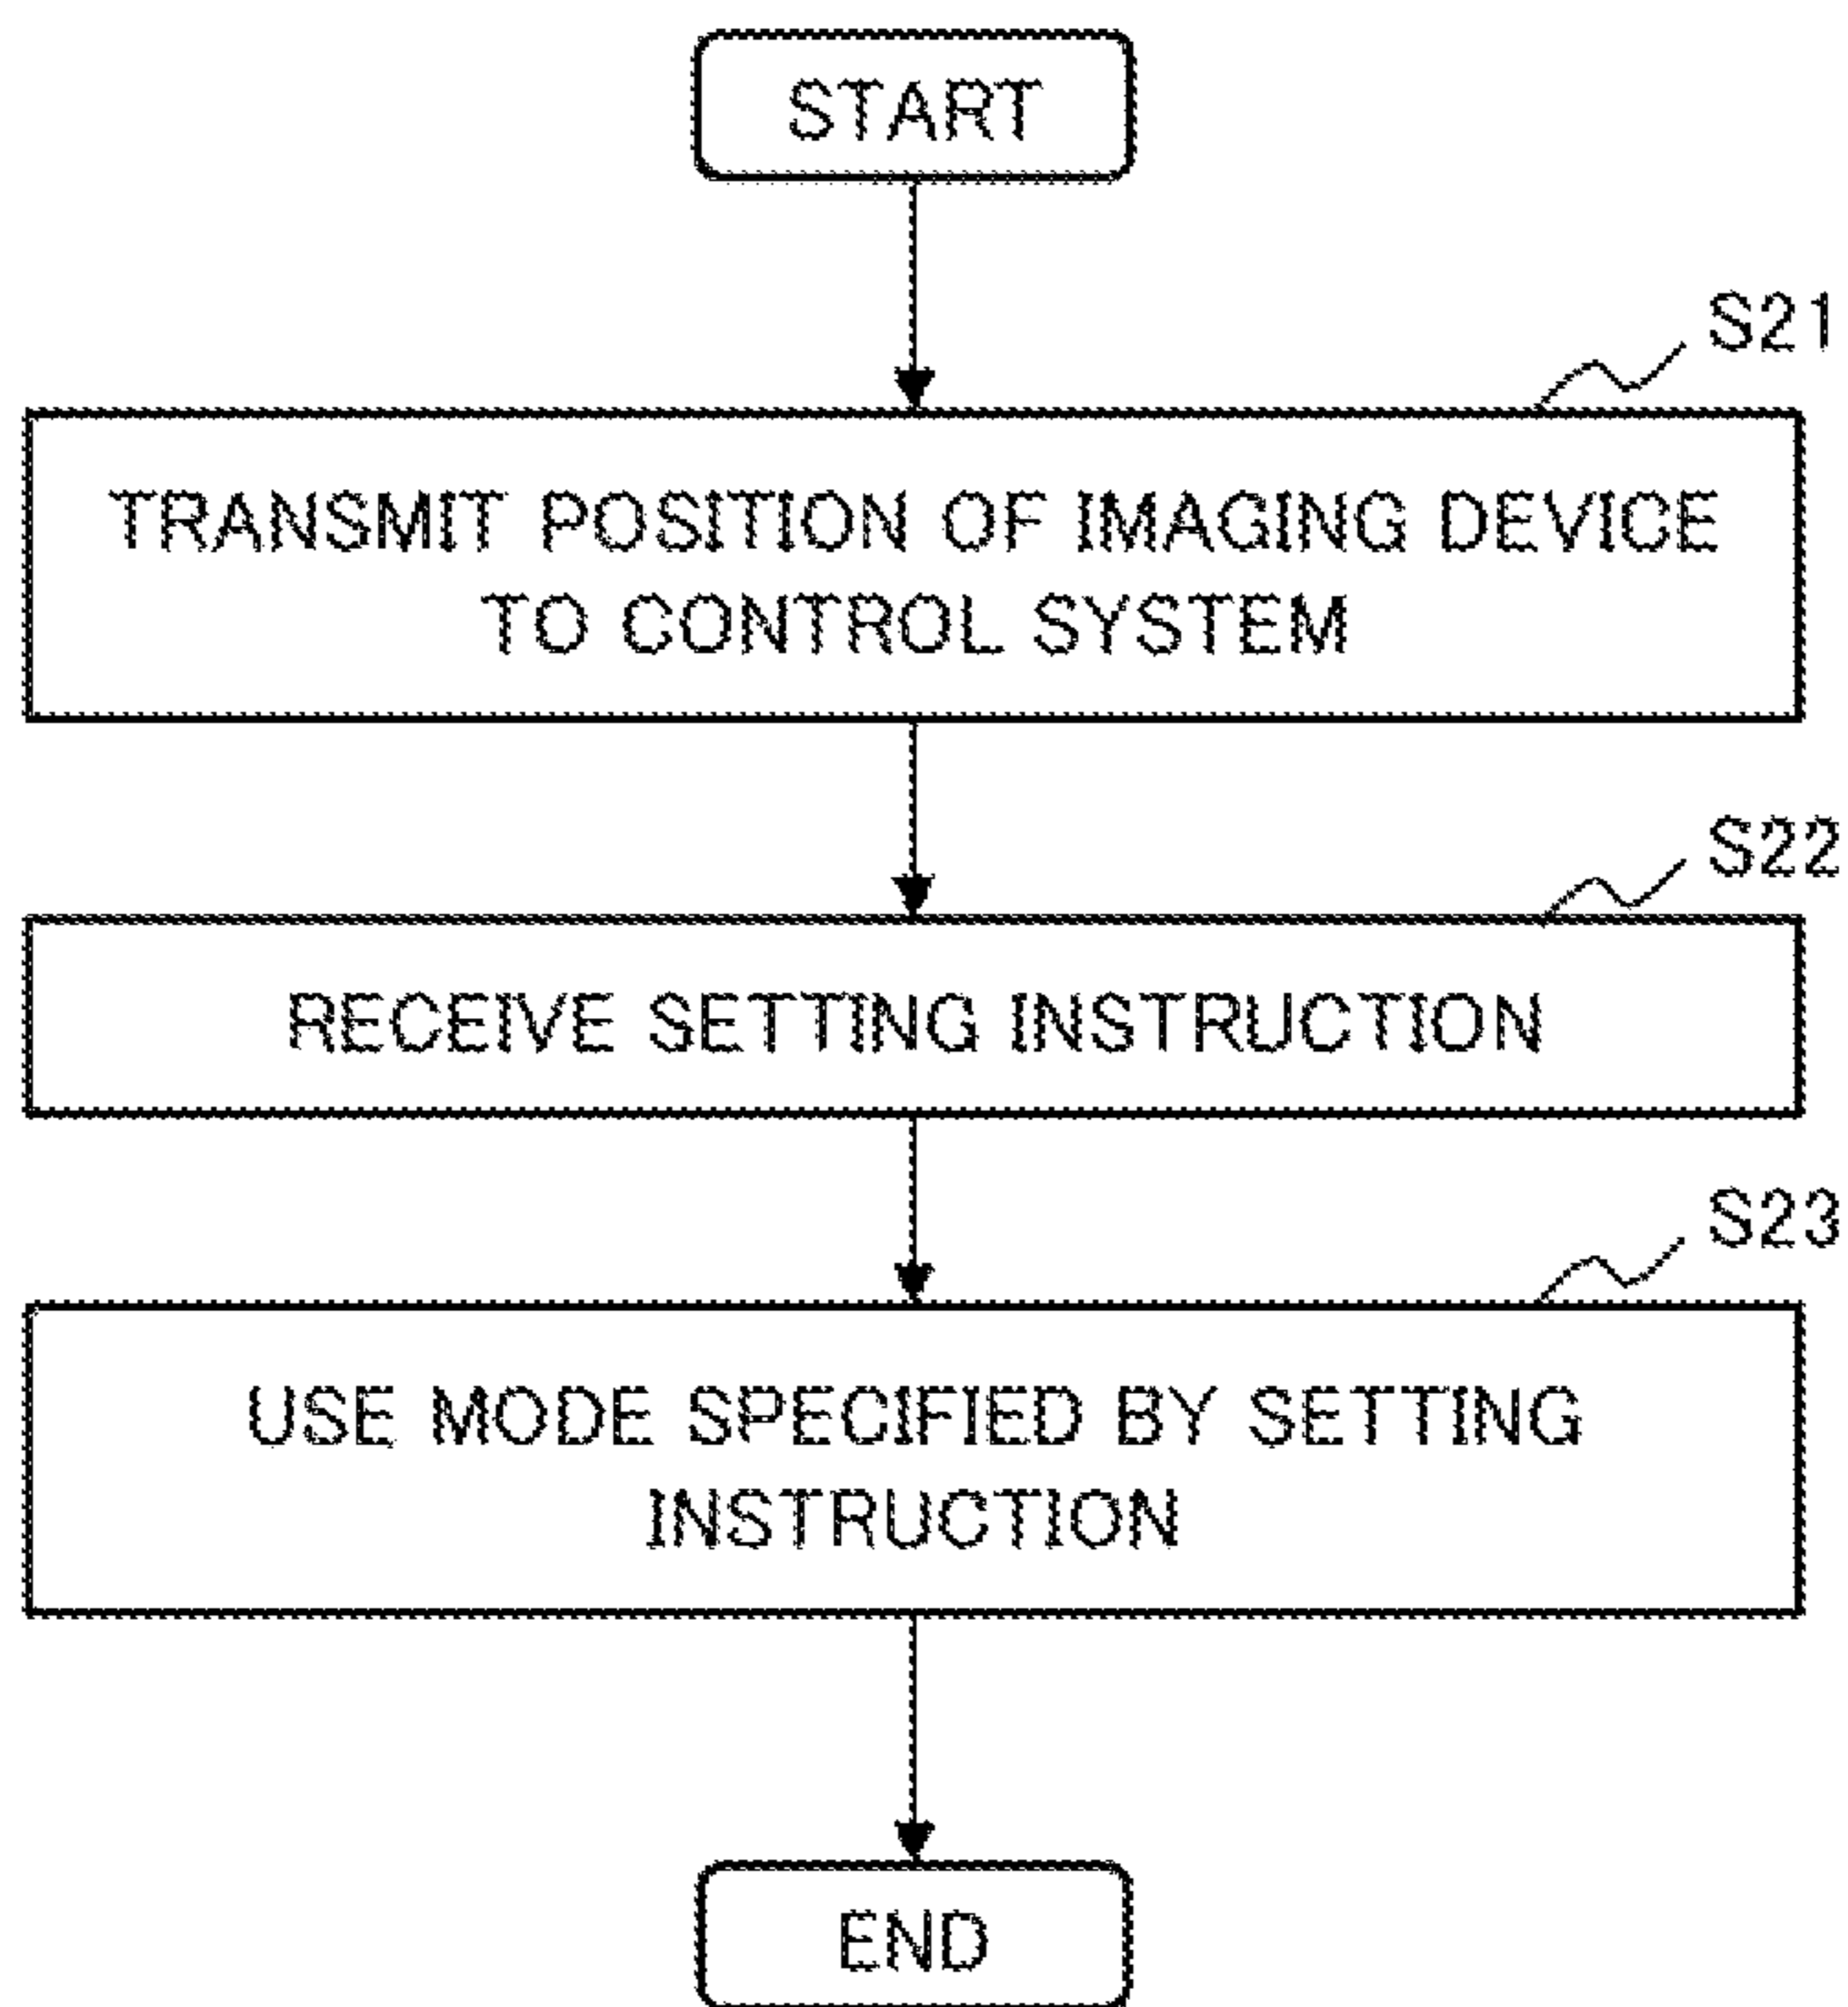 START
S21
TRANSMIT POSITION OF IMAGING DEVICE
TO CONTROL SYSTEM
S22
RECEIVE SETTING INSTRUCTION
S23
USE MODE SPECIFIED BY SETTING
INSTRUCTION
END